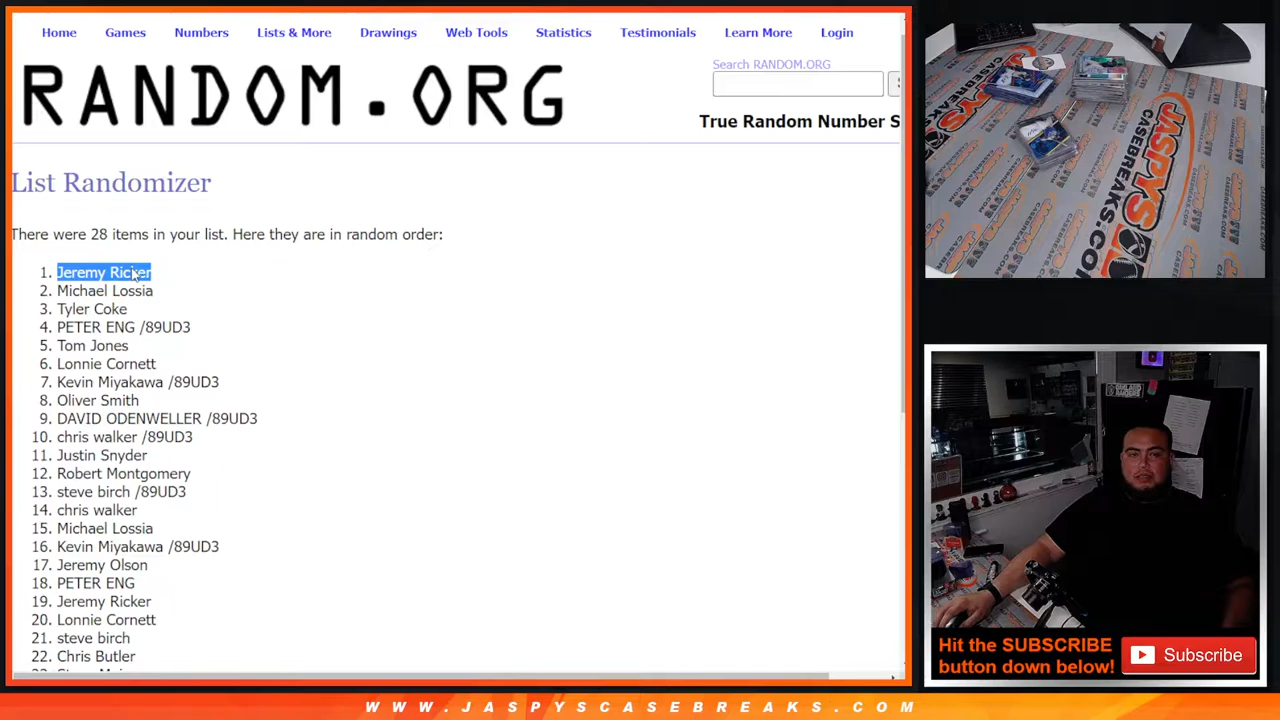 Home Games Numbers Lists & More Drawings Web Tools Statistics Testimonials Learn More Login
Search RANDOM.ORG
RANDOM.ORG
True Random Number S
List Randomizer
There were 28 items in your list. Here they are in random order:
1. Jeremy Ricker
2. Michael Lossia
3. Tyler Coke
4. PETER ENG /89UD3
5. Tom Jones
6. Lonnie Cornett
7. Kevin Miyakawa /89UD3
8. Oliver Smith
9. DAVID ODENWELLER /89UD3
10. chris walker /89UD3
11. Justin Snyder
12. Robert Montgomery
13. steve birch /89UD3
14. chris walker
15. Michael Lossia
16. Kevin Miyakawa /89UD3
17. Jeremy Olson
18. PETER ENG
19. Jeremy Ricker
20. Lonnie Cornett
21. steve birch
22. Chris Butler
JASPYS
CASEBREAKS.COM
Hit the SUBSCRIBE
button down below!
Subscribe
WWW.JASPYSCASEBREAKS.COM